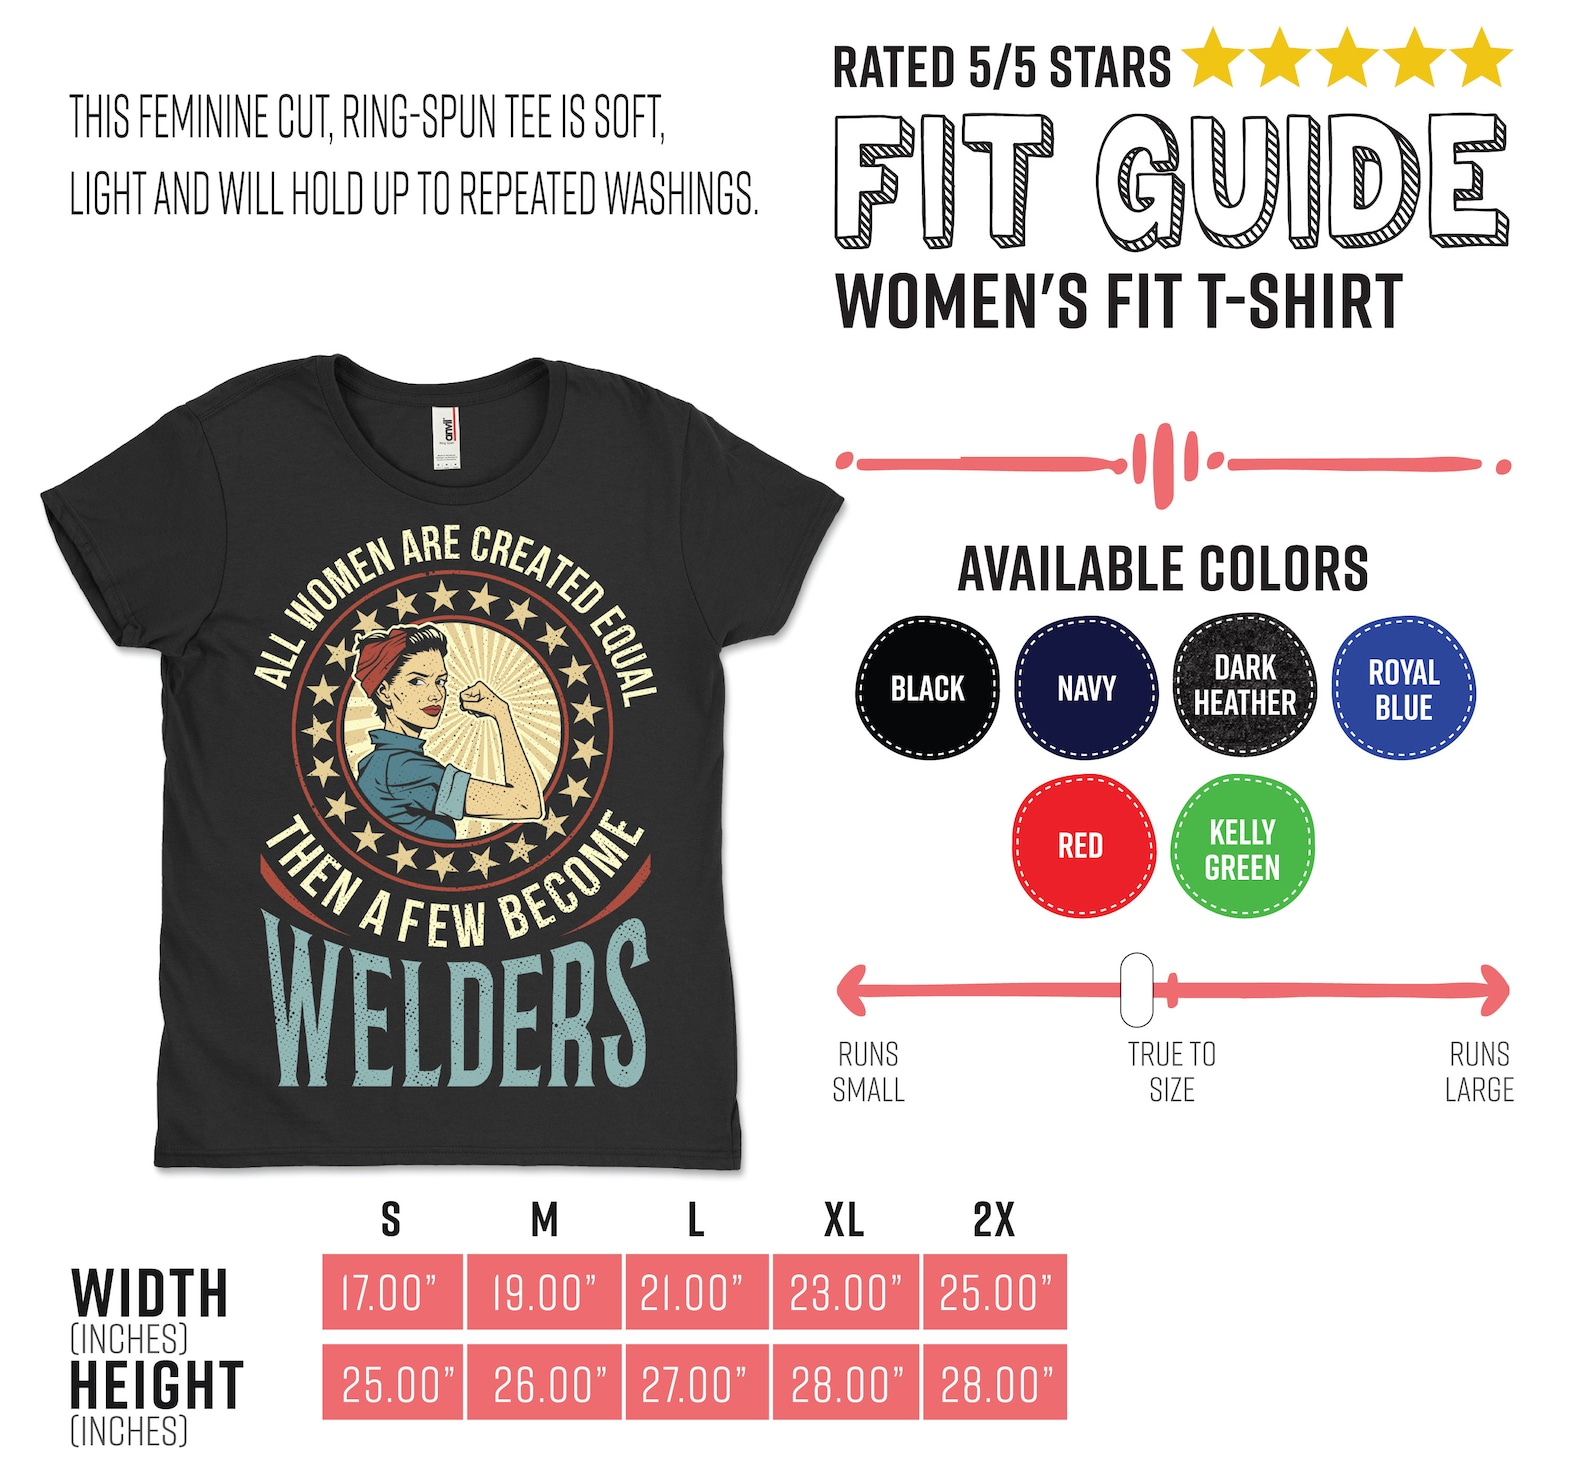 THIS FEMININE CUT, RING-SPUN TEE IS SOFT,
LIGHT AND WILL HOLD UP TO REPEATED WASHINGS.
RATED 5/5 STARS
FIT GUIDE
WOMEN'S FIT T-SHIRT
anvil
ALL WOMEN ARE CREATED EQUAL
THEN A FEW BECOME
WELDERS
AVAILABLE COLORS
BLACK
NAVY
DARK
HEATHER
ROYAL
BLUE
RED
KELLY
GREEN
RUNS
SMALL
TRUE TO
SIZE
RUNS
LARGE
S M L XL 2X
WIDTH 17.00” 19.00” 21.00” 23.00” 25.00”
(INCHES)
HEIGHT 25.00” 26.00” 27.00” 28.00” 28.00”
(INCHES)